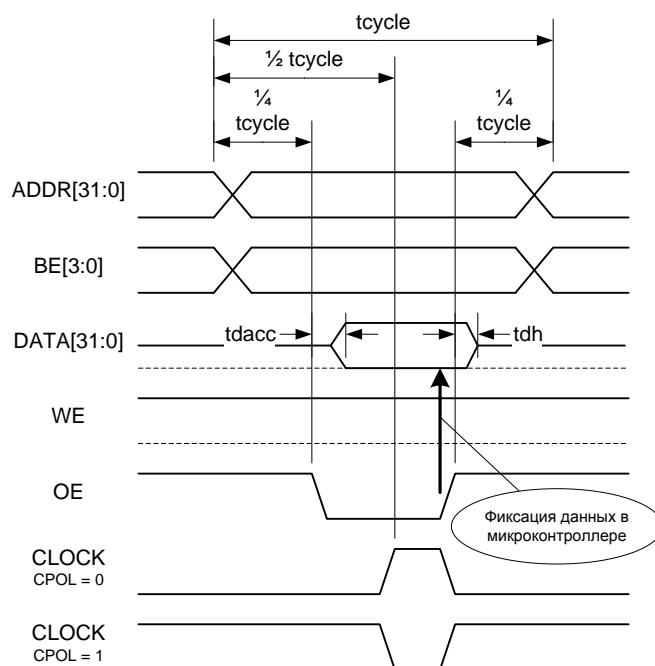 tcycle
½ tcycle
¼
tcycle
¼
tcycle
ADDR[31:0]
BE[3:0]
DATA[31:0]
tdacc
tdh
WE
OE
Фиксация данных в
микроконтроллере
CLOCK
CPOL = 0
CLOCK
CPOL = 1